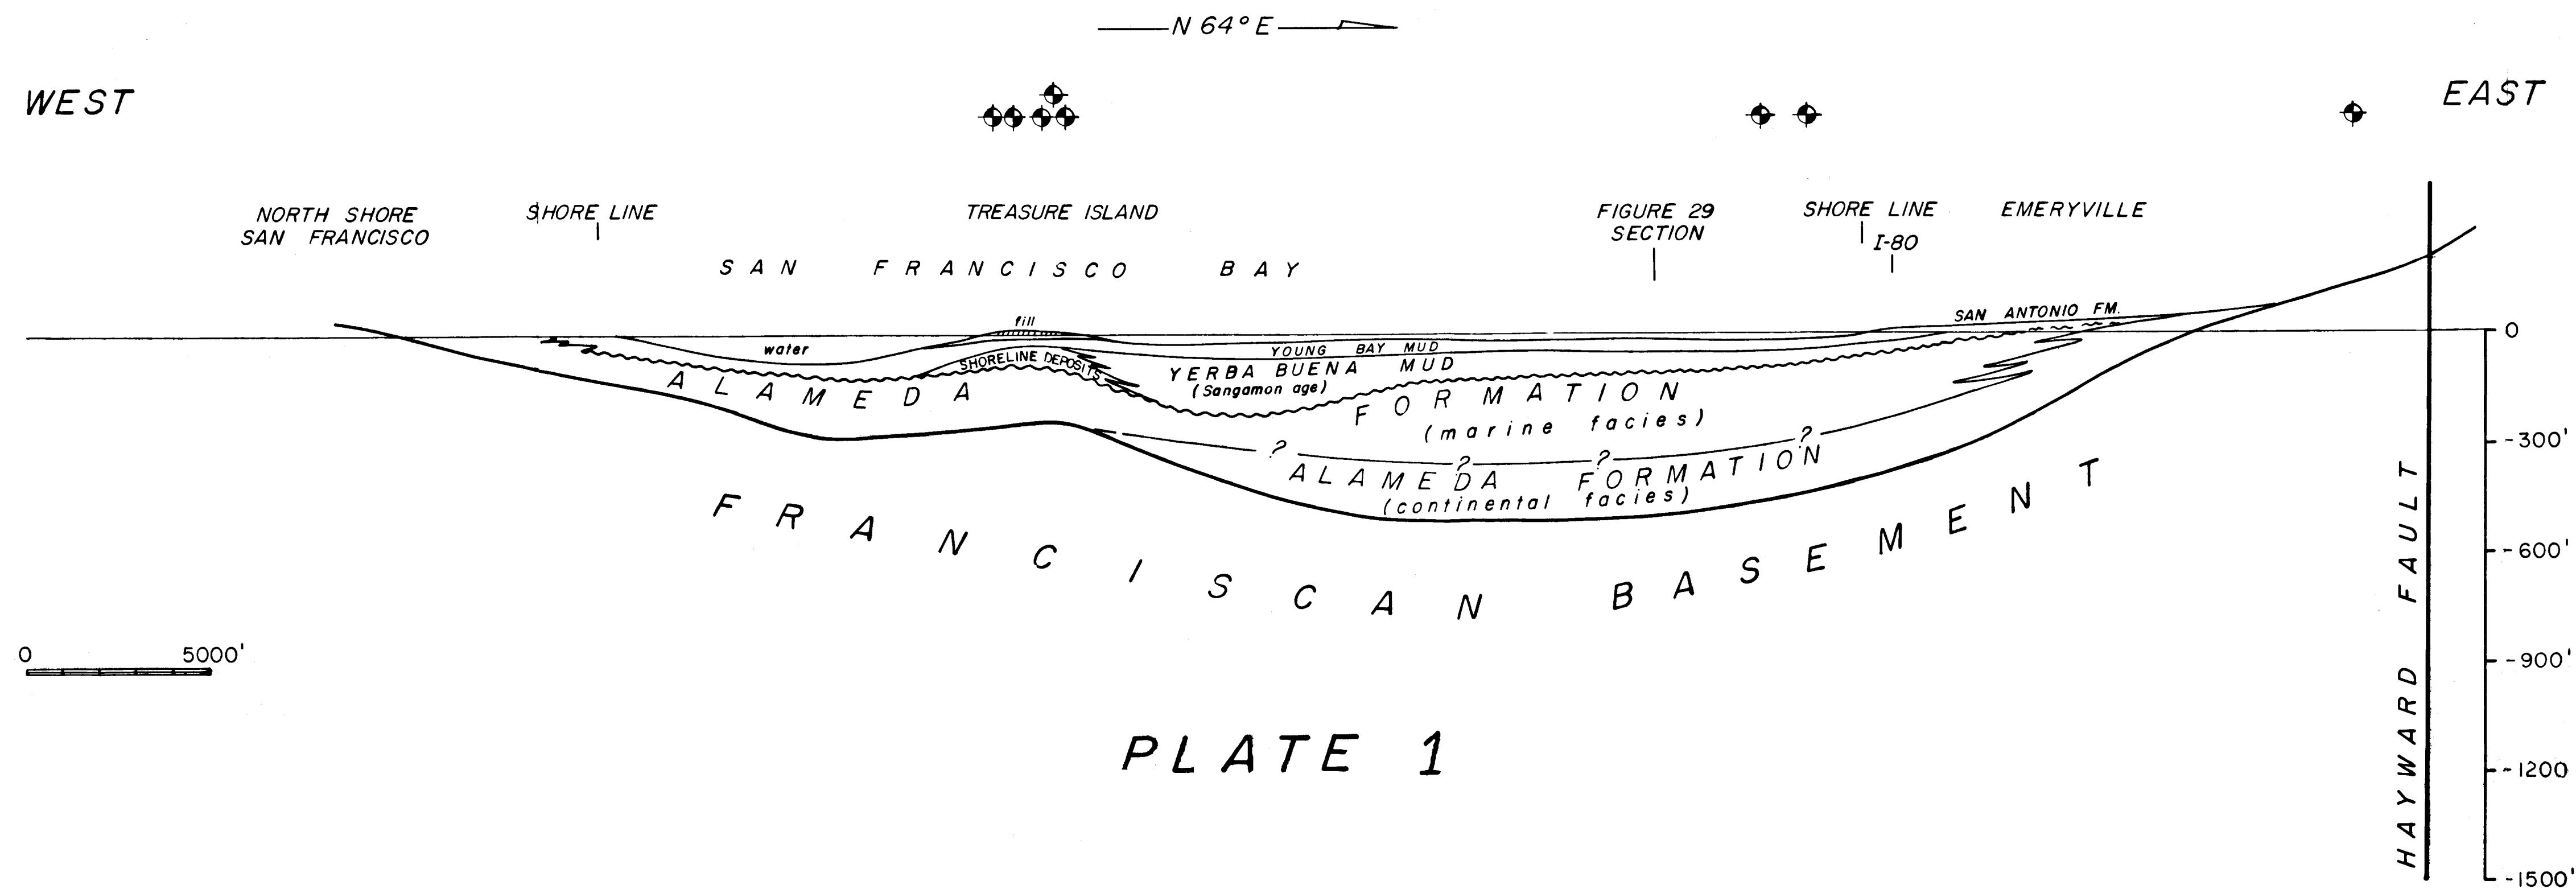 N 64° E
WEST
EAST
NORTH SHORE
SAN FRANCISCO
SHORE LINE
TREASURE ISLAND
FIGURE 29
SECTION
SHORE LINE
I-80
EMERYVILLE
SAN FRANCISCO BAY
fill
SAN ANTONIO FM.
water
SHORELINE DEPOSITS
YOUNG BAY MUD
YERBA BUENA MUD
(Sangamon age)
ALAMEDA FORMATION
(marine facies)
? ? ? ?
ALAMEDA FORMATION
(continental facies)
FRANCISCAN BASEMENT
HAYWARD FAULT
0
-300'
-600'
-900'
-1200
-1500'
0 5000'
PLATE 1